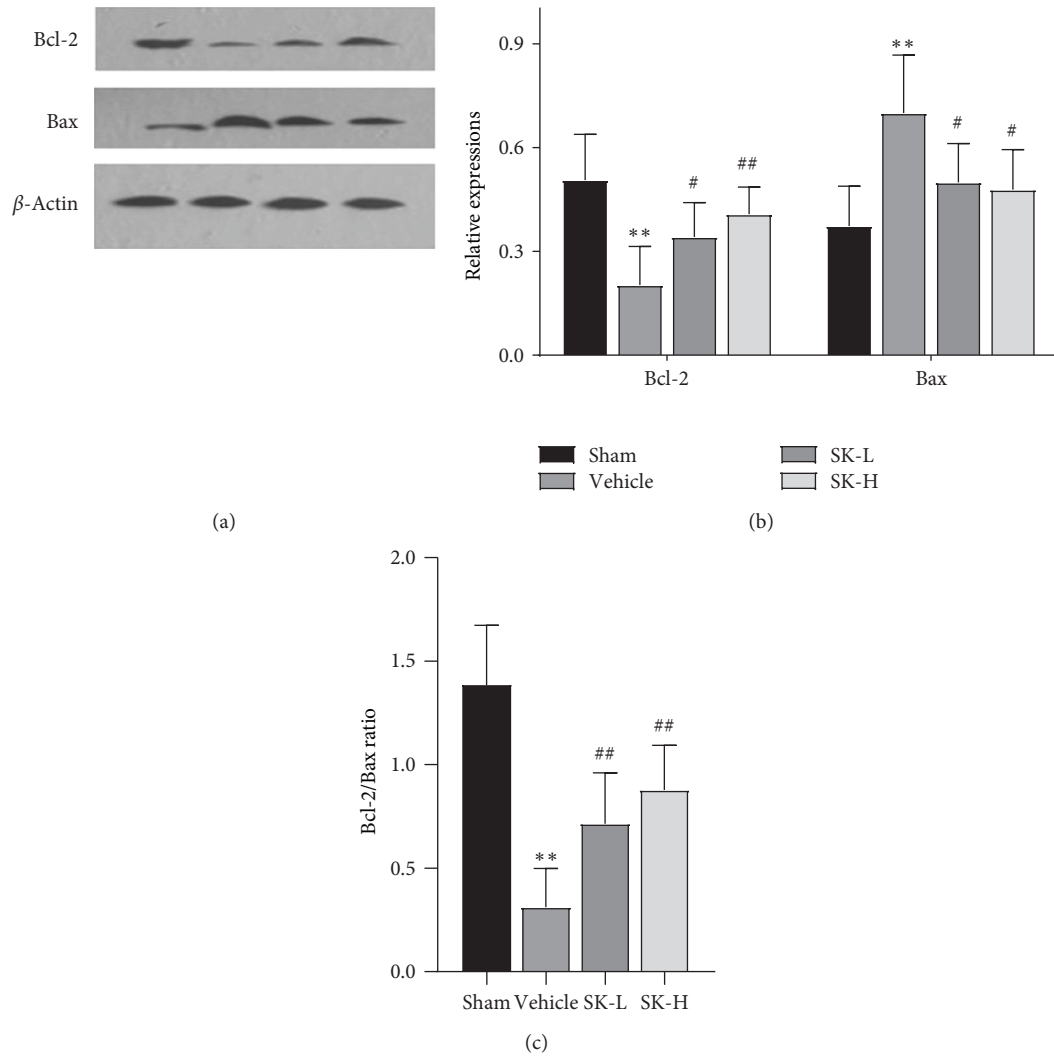 Bcl-2
Bax
β-Actin
(a)
Relative expressions
0.9
0.6
0.3
0.0
**
#
##
**
#
#
Bcl-2 Bax
Sham SK-L
Vehicle SK-H
(b)
Bcl-2/Bax ratio
2.0
1.5
1.0
0.5
0.0
**
##
##
Sham Vehicle SK-L SK-H
(c)